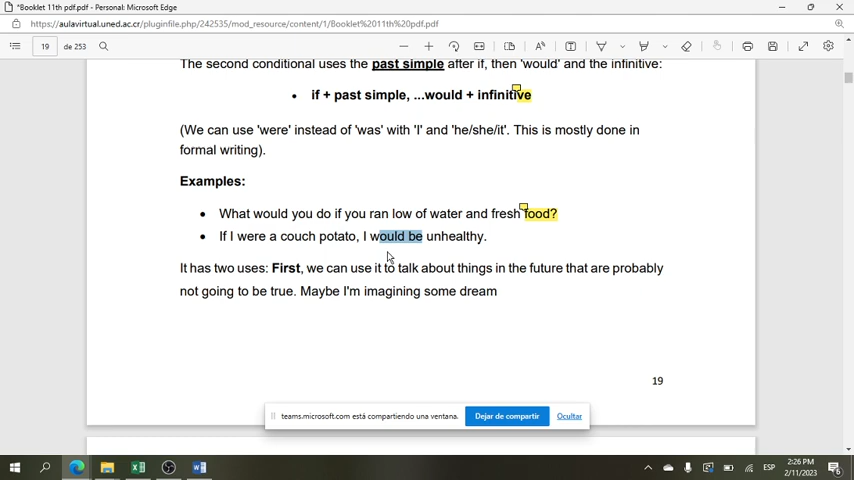 *Booklet 11th pdf.pdf - Personal: Microsoft Edge
https://aulavirtual.uned.ac.cr/pluginfile.php/242535/mod_resource/content/1/Booklet%2011th%20pdf.pdf
19 de 253
The second conditional uses the past simple after if, then 'would' and the infinitive:
• if + past simple, ...would + infinitive
(We can use 'were' instead of 'was' with 'I' and 'he/she/it'. This is mostly done in
formal writing).
Examples:
• What would you do if you ran low of water and fresh food?
• If I were a couch potato, I would be unhealthy.
It has two uses: First, we can use it to talk about things in the future that are probably
not going to be true. Maybe I'm imagining some dream
19
teams.microsoft.com está compartiendo una ventana. Dejar de compartir Ocultar
ESP
2:26 PM
2/11/2023